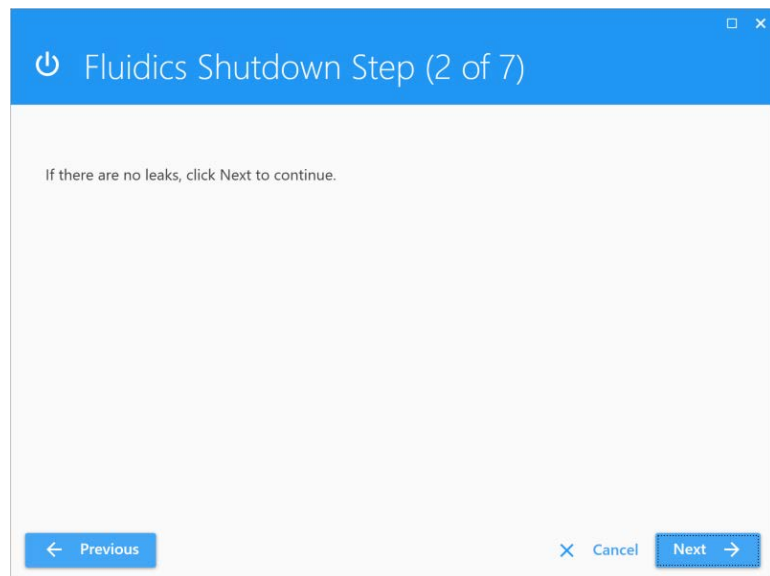 Fluidics Shutdown Step (2 of 7)
If there are no leaks, click Next to continue.
Previous
Cancel
Next